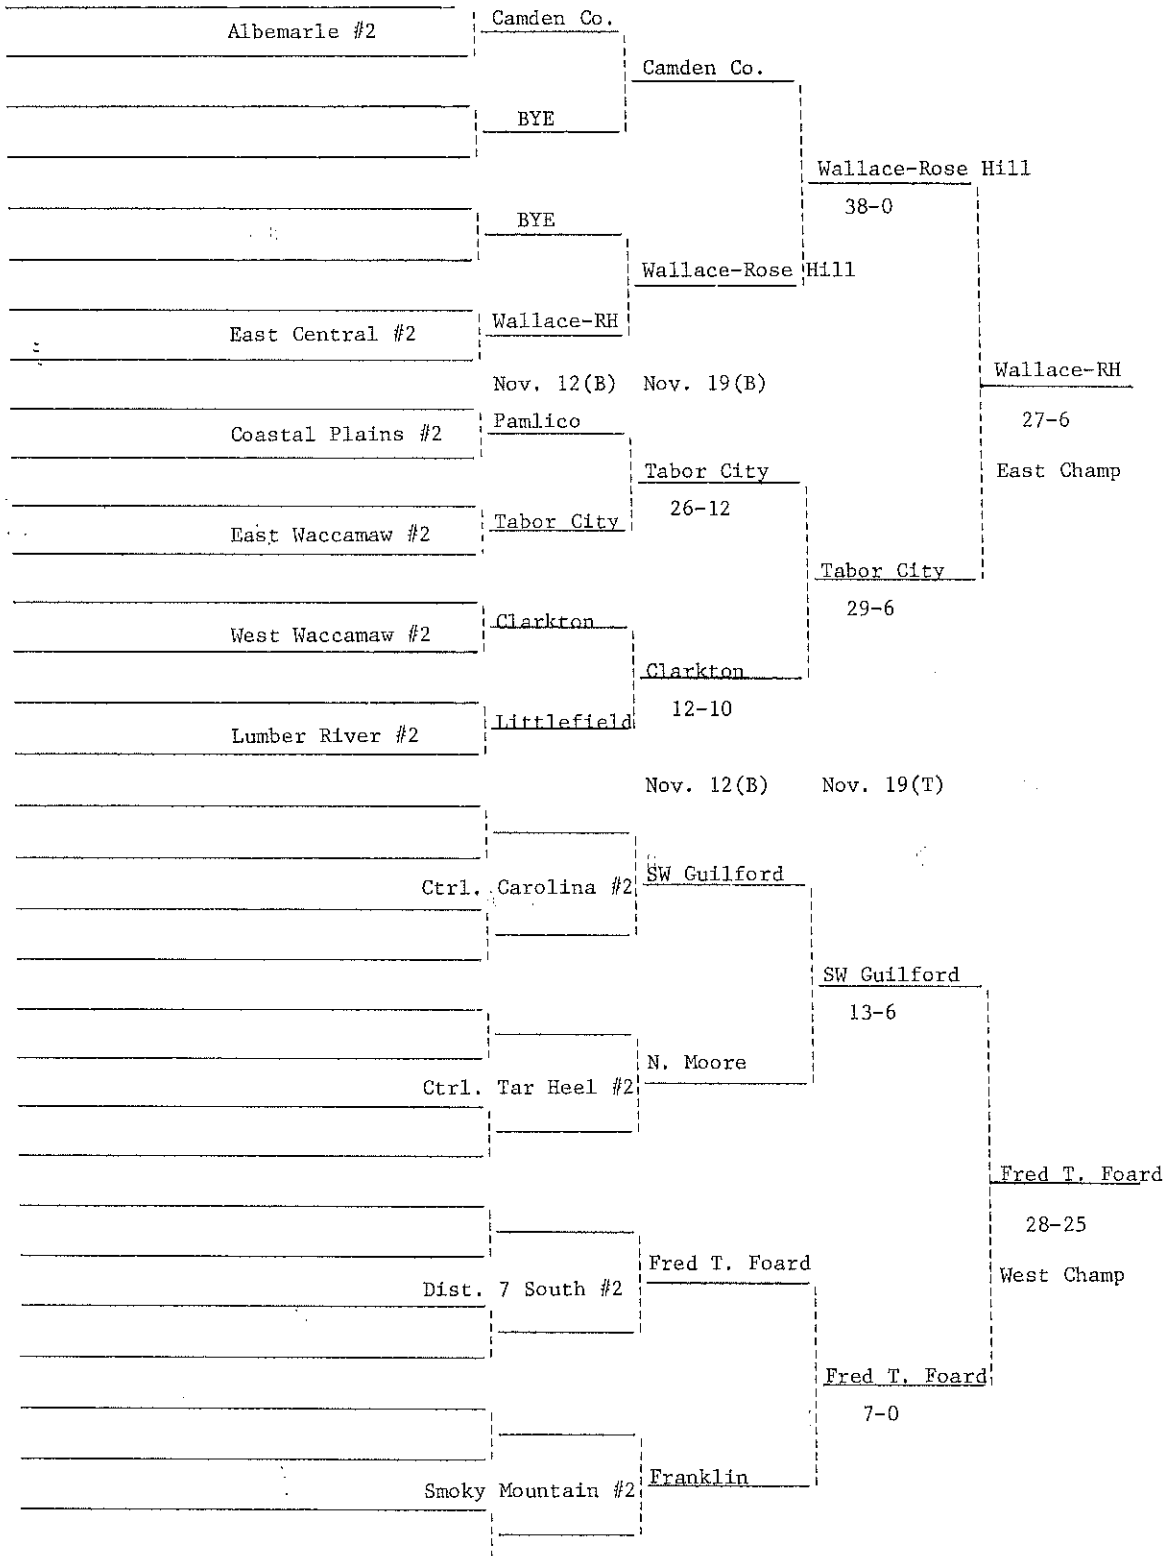 Camden Co.
Albemarle #2
Camden Co.
BYE
Wallace-Rose Hill
38-0
BYE
Wallace-Rose Hill
Wallace-RH
East Central #2
Wallace-RH
Nov. 12(B) Nov. 19(B)
27-6
Pamlico
Coastal Plains #2
Tabor City
East Champ
26-12
Tabor City
East Waccamaw #2
Tabor City
29-6
Clarkton
West Waccamaw #2
Clarkton
12-10
Littlefield
Lumber River #2
Nov. 12(B) Nov. 19(T)
SW Guilford
Ctrl. Carolina #2
SW Guilford
13-6
N. Moore
Ctrl. Tar Heel #2
Fred T. Foard
28-25
Fred T. Foard
West Champ
Dist. 7 South #2
Fred T. Foard
7-0
Franklin
Smoky Mountain #2